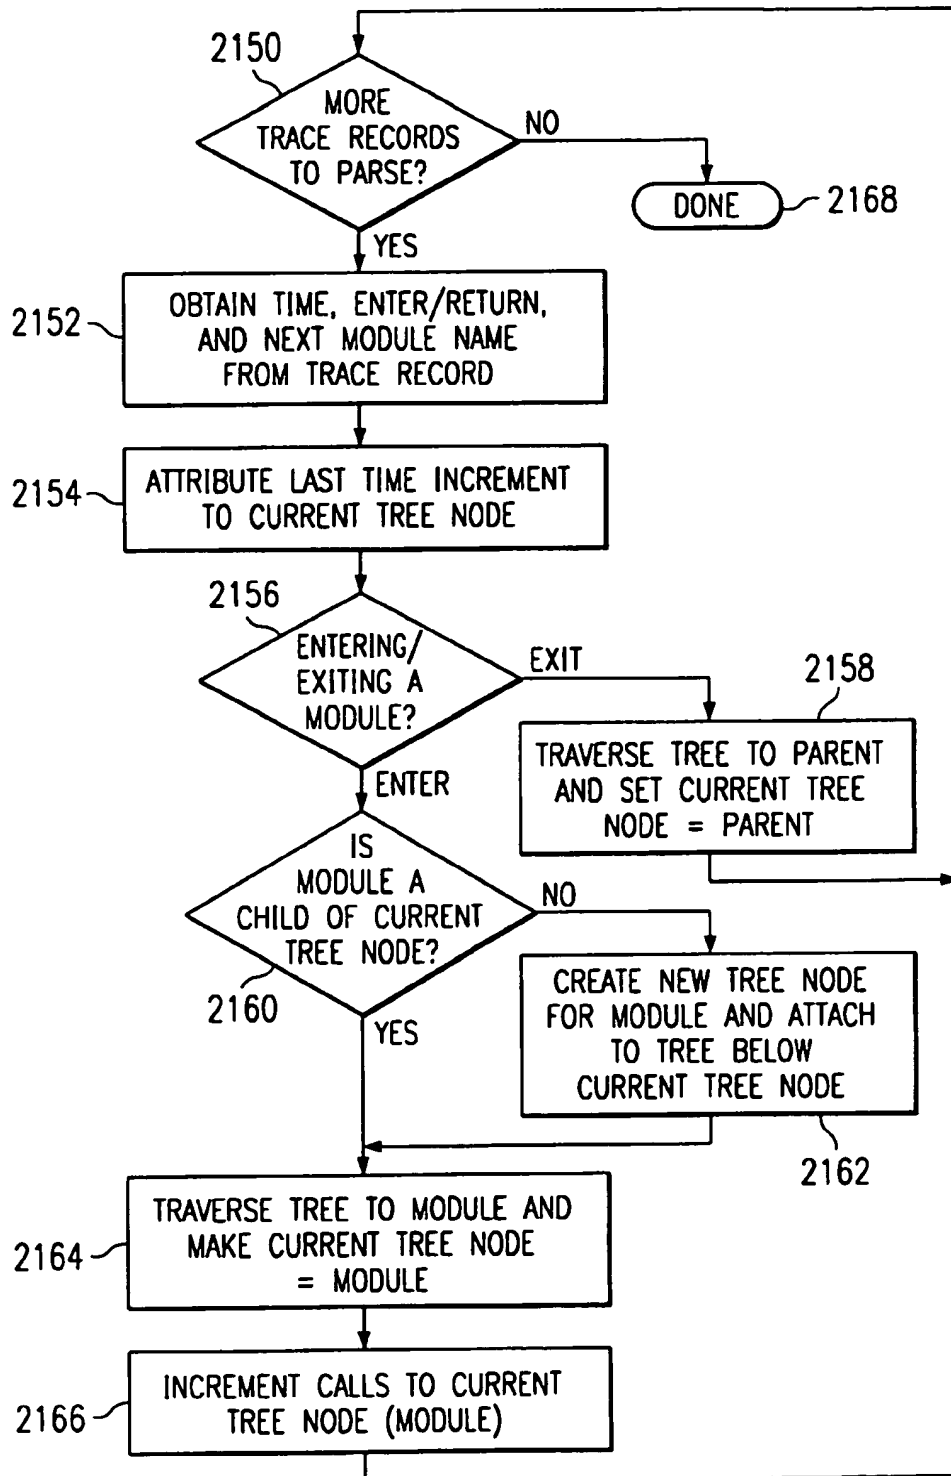 2150
MORE
TRACE RECORDS
TO PARSE?
NO
DONE
2168
YES
2152
OBTAIN TIME, ENTER/RETURN,
AND NEXT MODULE NAME
FROM TRACE RECORD
2154
ATTRIBUTE LAST TIME INCREMENT
TO CURRENT TREE NODE
2156
ENTERING/
EXITING A
MODULE?
EXIT
2158
TRAVERSE TREE TO PARENT
AND SET CURRENT TREE
NODE = PARENT
ENTER
IS
MODULE A
CHILD OF CURRENT
TREE NODE?
2160
NO
CREATE NEW TREE NODE
FOR MODULE AND ATTACH
TO TREE BELOW
CURRENT TREE NODE
2162
YES
2164
TRAVERSE TREE TO MODULE AND
MAKE CURRENT TREE NODE
= MODULE
2166
INCREMENT CALLS TO CURRENT
TREE NODE (MODULE)